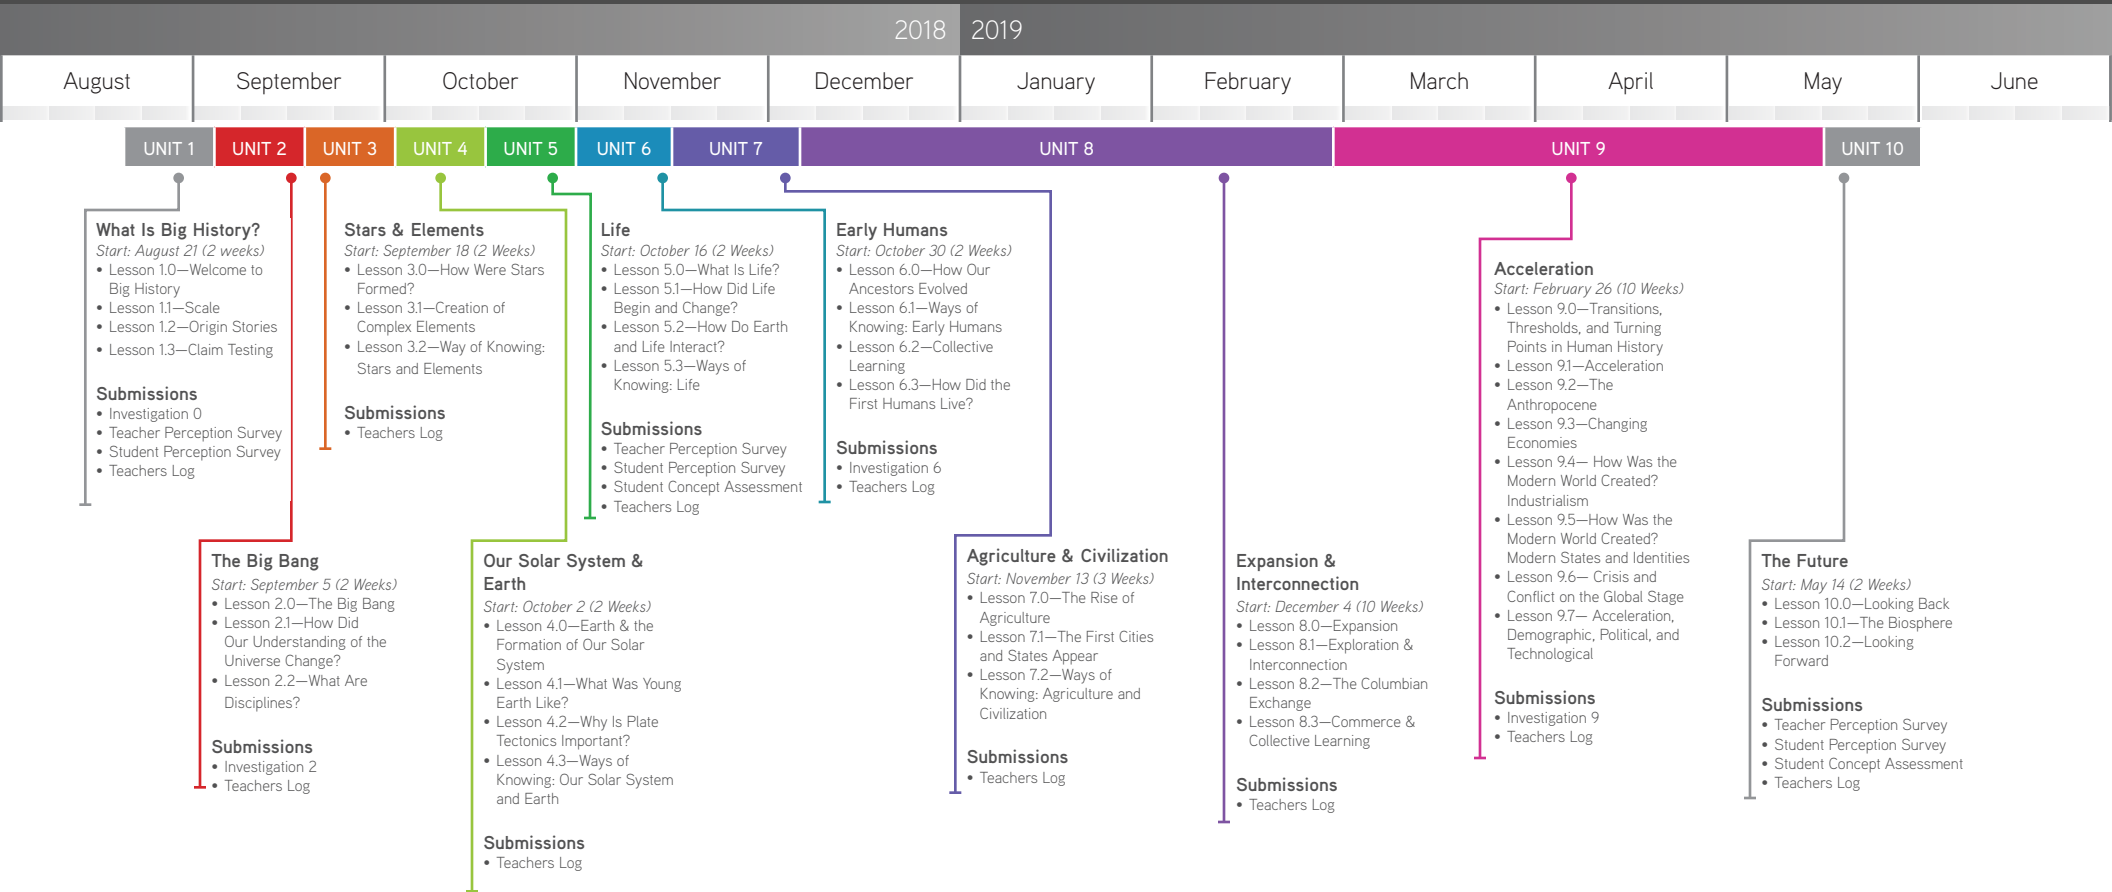 2018 2019
August September October November December January February March April May June
UNIT 1 UNIT 2 UNIT 3 UNIT 4 UNIT 5 UNIT 6 UNIT 7 UNIT 8 UNIT 9 UNIT 10
What Is Big History?
Start: August 21 (2 weeks)
• Lesson 1.0—Welcome to
Big History
• Lesson 1.1—Scale
• Lesson 1.2—Origin Stories
• Lesson 1.3—Claim Testing
Submissions
• Investigation 0
• Teacher Perception Survey
• Student Perception Survey
• Teachers Log
The Big Bang
Start: September 5 (2 Weeks)
• Lesson 2.0—The Big Bang
• Lesson 2.1—How Did
Our Understanding of the
Universe Change?
• Lesson 2.2—What Are
Disciplines?
Submissions
• Investigation 2
• Teachers Log
Stars & Elements
Start: September 18 (2 Weeks)
• Lesson 3.0—How Were Stars
Formed?
• Lesson 3.1—Creation of
Complex Elements
• Lesson 3.2—Way of Knowing:
Stars and Elements
Submissions
• Teachers Log
Our Solar System &
Earth
Start: October 2 (2 Weeks)
• Lesson 4.0—Earth & the
Formation of Our Solar
System
• Lesson 4.1—What Was Young
Earth Like?
• Lesson 4.2—Why Is Plate
Tectonics Important?
• Lesson 4.3—Ways of
Knowing: Our Solar System
and Earth
Submissions
• Teachers Log
Life
Start: October 16 (2 Weeks)
• Lesson 5.0—What Is Life?
• Lesson 5.1—How Did Life
Begin and Change?
• Lesson 5.2—How Do Earth
and Life Interact?
• Lesson 5.3—Ways of
Knowing: Life
Submissions
• Teacher Perception Survey
• Student Perception Survey
• Student Concept Assessment
• Teachers Log
Early Humans
Start: October 30 (2 Weeks)
• Lesson 6.0—How Our
Ancestors Evolved
• Lesson 6.1—Ways of
Knowing: Early Humans
• Lesson 6.2—Collective
Learning
• Lesson 6.3—How Did the
First Humans Live?
Submissions
• Investigation 6
• Teachers Log
Agriculture & Civilization
Start: November 13 (3 Weeks)
• Lesson 7.0—The Rise of
Agriculture
• Lesson 7.1—The First Cities
and States Appear
• Lesson 7.2—Ways of
Knowing: Agriculture and
Civilization
Submissions
• Teachers Log
Expansion &
Interconnection
Start: December 4 (10 Weeks)
• Lesson 8.0—Expansion
• Lesson 8.1—Exploration &
Interconnection
• Lesson 8.2—The Columbian
Exchange
• Lesson 8.3—Commerce &
Collective Learning
Submissions
• Teachers Log
Acceleration
Start: February 26 (10 Weeks)
• Lesson 9.0—Transitions,
Thresholds, and Turning
Points in Human History
• Lesson 9.1—Acceleration
• Lesson 9.2—The
Anthropocene
• Lesson 9.3—Changing
Economies
• Lesson 9.4— How Was the
Modern World Created?
Industrialism
• Lesson 9.5—How Was the
Modern World Created?
Modern States and Identities
• Lesson 9.6— Crisis and
Conflict on the Global Stage
• Lesson 9.7— Acceleration,
Demographic, Political, and
Technological
Submissions
• Investigation 9
• Teachers Log
The Future
Start: May 14 (2 Weeks)
• Lesson 10.0—Looking Back
• Lesson 10.1—The Biosphere
• Lesson 10.2—Looking
Forward
Submissions
• Teacher Perception Survey
• Student Perception Survey
• Student Concept Assessment
• Teachers Log